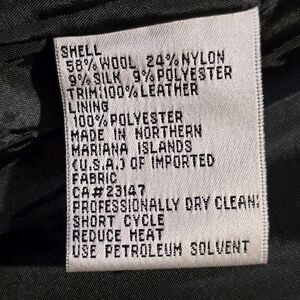 SHELL
58% WOOL 24% NYLON
9% SILK 9% POLYESTER
TRIM:100% LEATHER
LINING
100% POLYESTER
MADE IN NORTHERN
MARIANA ISLANDS
(U.S.A.) OF IMPORTED
FABRIC
CA#23147
PROFESSIONALLY DRY CLEAN:
SHORT CYCLE
REDUCE HEAT
USE PETROLEUM SOLVENT